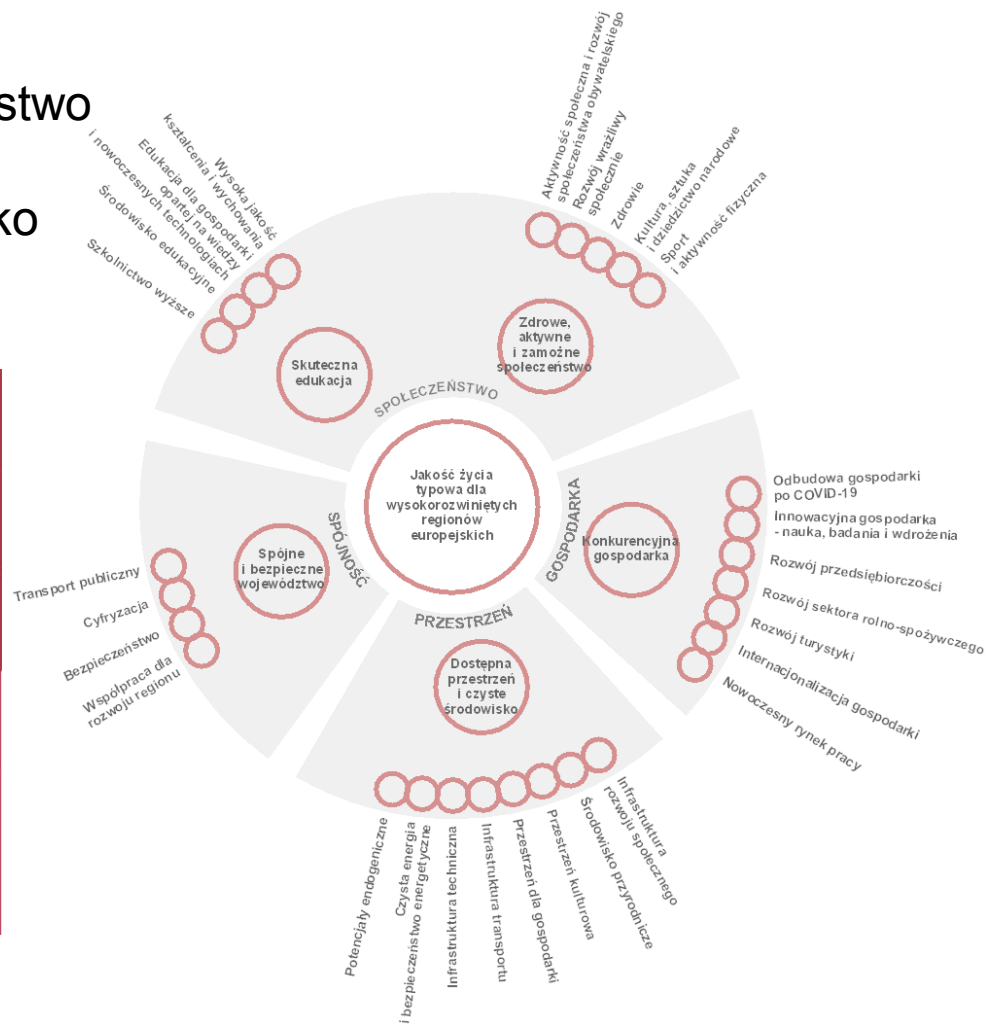 stwo
ko
Wysoka jakość
kształcenia i wychowania
Edukacja dla gospodarki
opartej na wiedzy
i nowoczesnych technologiach
Środowisko edukacyjne
Szkolnictwo wyższe
Aktywność społeczna i rozwój
społeczeństwa obywatelskiego
Rozwój wrażliwy
społecznie
Zdrowie
Kultura, sztuka
i dziedzictwo narodowe
Sport
i aktywność fizyczna
Skuteczna
edukacja
Zdrowe,
aktywne
i zamożne
społeczeństwo
SPOŁECZEŃSTWO
Jakość życia
typowa dla
wysokorozwiniętych
regionów
europejskich
SPÓJNOŚĆ
Spójne
i bezpieczne
województwo
Transport publiczny
Cyfryzacja
Bezpieczeństwo
Współpraca dla
rozwoju regionu
GOSPODARKA
Konkurencyjna
gospodarka
Odbudowa gospodarki
po COVID-19
Innowacyjna gospodarka
- nauka, badania i wdrożenia
Rozwój przedsiębiorczości
Rozwój sektora rolno-spożywczego
Rozwój turystyki
Internacjonalizacja gospodarki
Nowoczesny rynek pracy
PRZESTRZEŃ
Dostępna
przestrzeń
i czyste
środowisko
Potencjały endogeniczne
Czysta energia
i bezpieczeństwo energetyczne
Infrastruktura techniczna
Infrastruktura transportu
Przestrzeń dla gospodarki
Przestrzeń kulturowa
Środowisko przyrodnicze
Infrastruktura
rozwoju społecznego